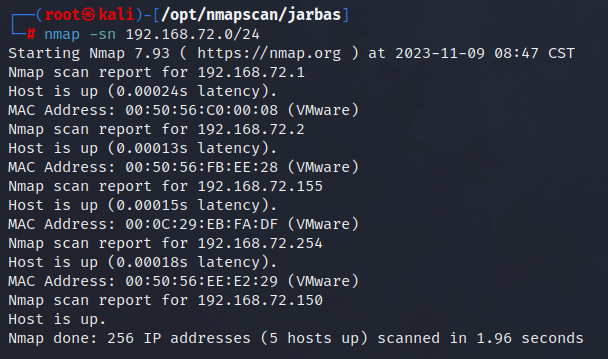 ┌──(root㉿kali)-[/opt/nmapscan/jarbas]
└─# nmap -sn 192.168.72.0/24
Starting Nmap 7.93 ( https://nmap.org ) at 2023-11-09 08:47 CST
Nmap scan report for 192.168.72.1
Host is up (0.00024s latency).
MAC Address: 00:50:56:C0:00:08 (VMware)
Nmap scan report for 192.168.72.2
Host is up (0.00013s latency).
MAC Address: 00:50:56:FB:EE:28 (VMware)
Nmap scan report for 192.168.72.155
Host is up (0.00015s latency).
MAC Address: 00:0C:29:EB:FA:DF (VMware)
Nmap scan report for 192.168.72.254
Host is up (0.00018s latency).
MAC Address: 00:50:56:EE:E2:29 (VMware)
Nmap scan report for 192.168.72.150
Host is up.
Nmap done: 256 IP addresses (5 hosts up) scanned in 1.96 seconds